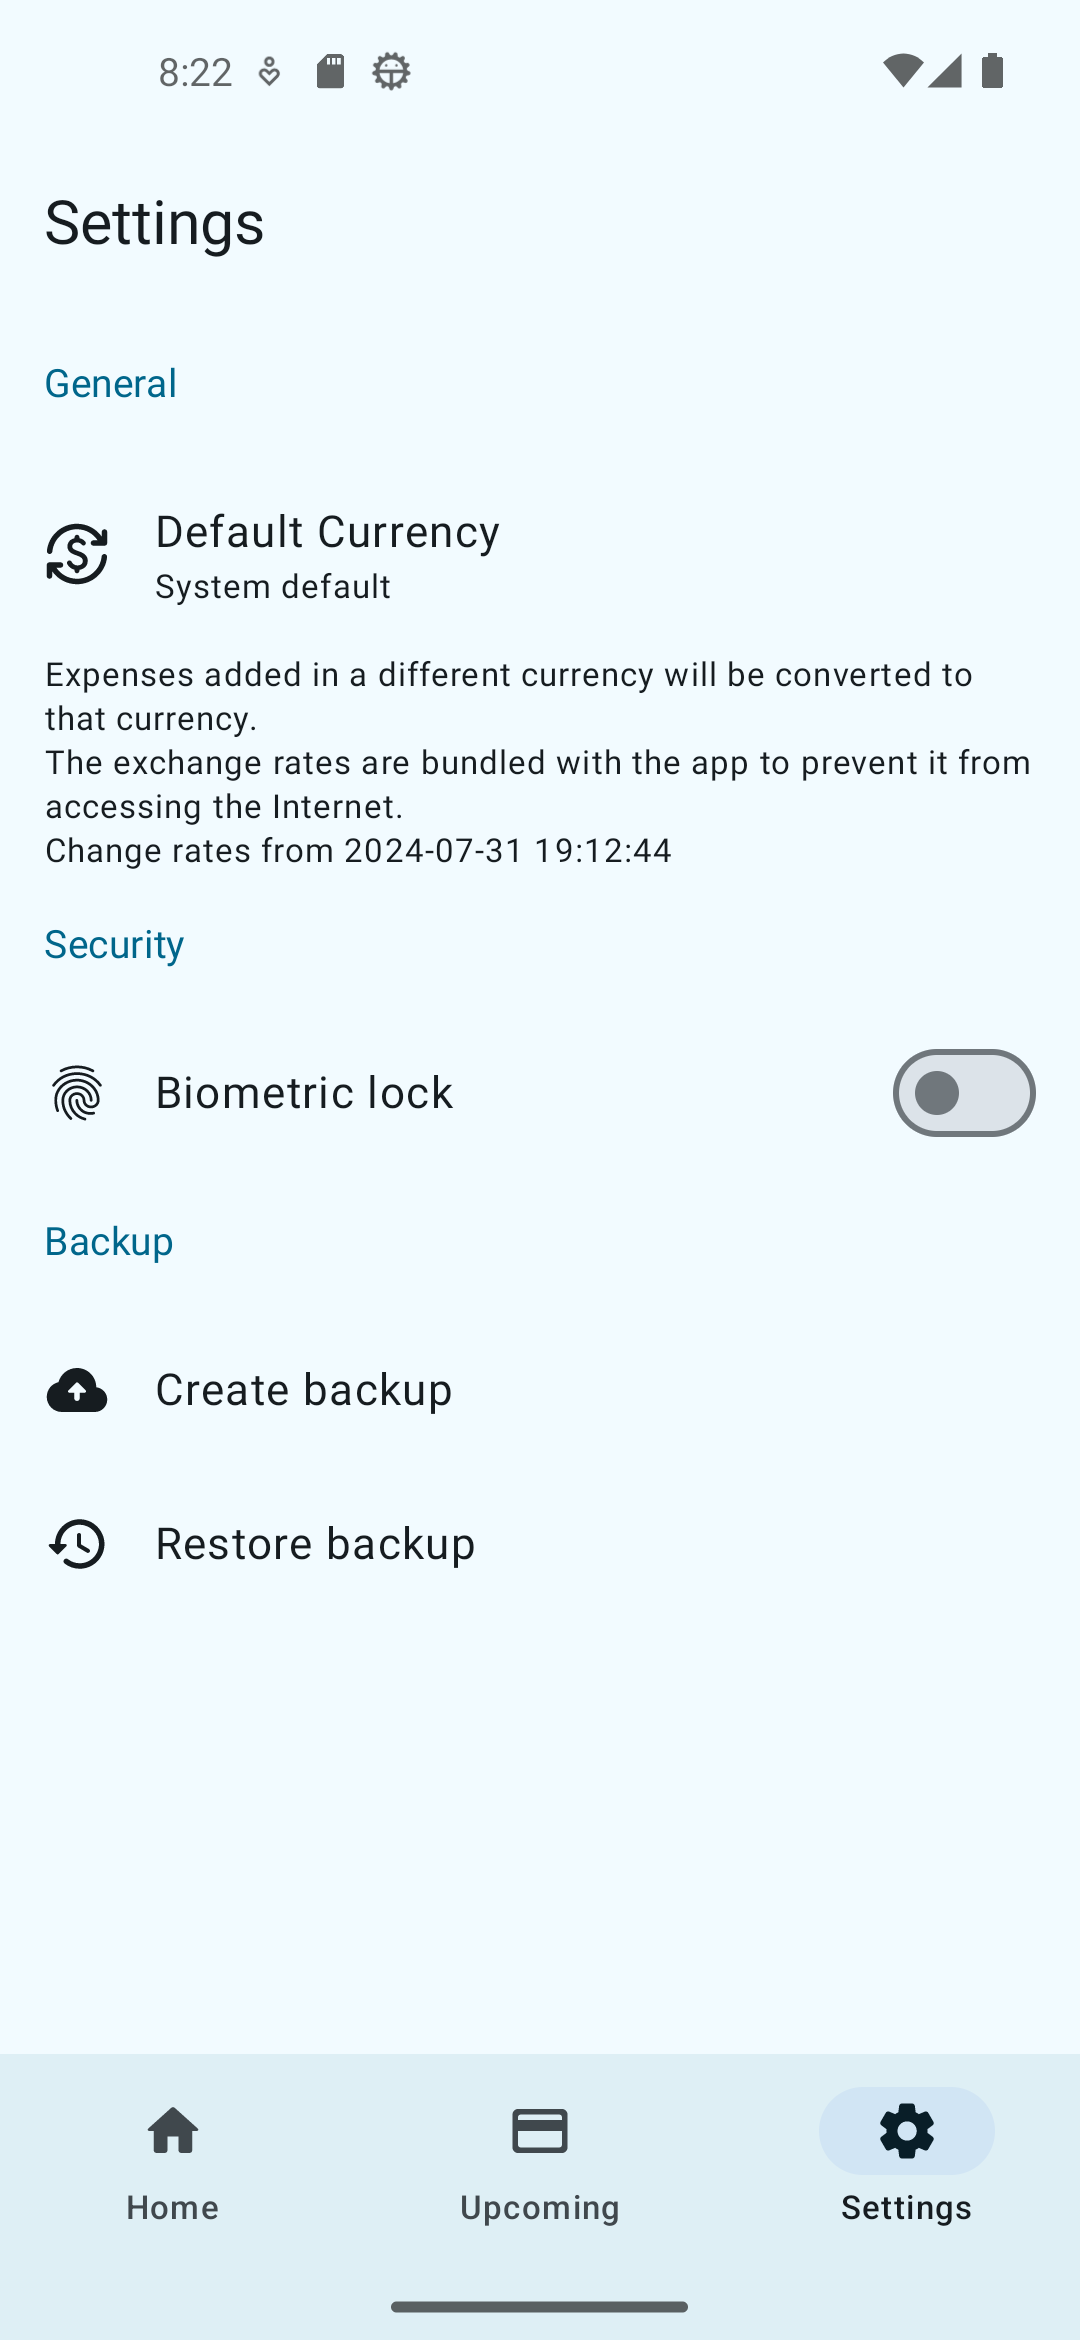 8:22
Settings
General
Default Currency
System default
Expenses added in a different currency will be converted to
that currency.
The exchange rates are bundled with the app to prevent it from
accessing the Internet.
Change rates from 2024-07-31 19:12:44
Security
Biometric lock
Backup
Create backup
Restore backup
Home
Upcoming
Settings